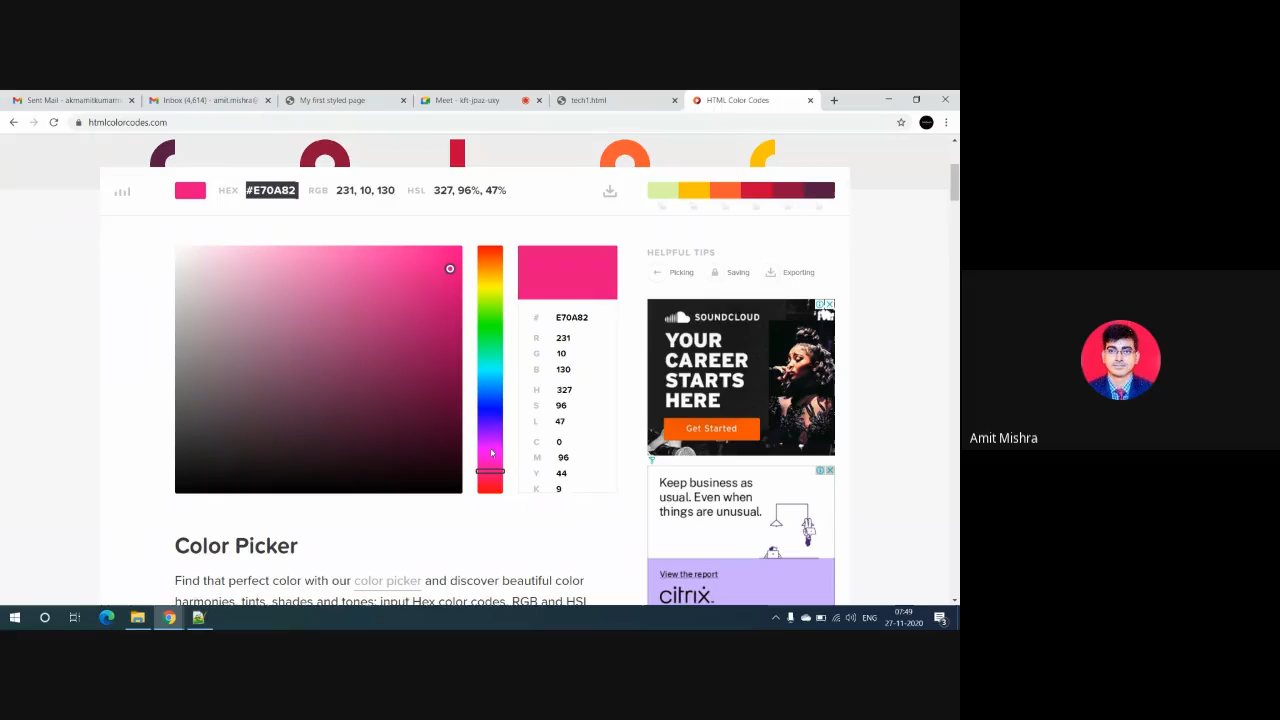 Sent Mail - akmamitkumarm
Inbox (4,614) - amit.mishra@
My first styled page
Meet - kft-jpaz-uxy
tech1.html
HTML Color Codes
htmlcolorcodes.com
HEX #E70A82 RGB 231, 10, 130 HSL 327, 96%, 47%
HELPFUL TIPS
Picking Saving Exporting
# E70A82
R 231
G 10
B 130
H 327
S 96
L 47
C 0
M 96
Y 44
K 9
SOUNDCLOUD
YOUR
CAREER
STARTS
HERE
Get Started
Keep business as
usual. Even when
things are unusual.
View the report
citrix
Color Picker
Find that perfect color with our color picker and discover beautiful color
harmonies, tints, shades and tones; input Hex color codes, RGB and HSL
Amit Mishra
ENG
07:49
27-11-2020
3